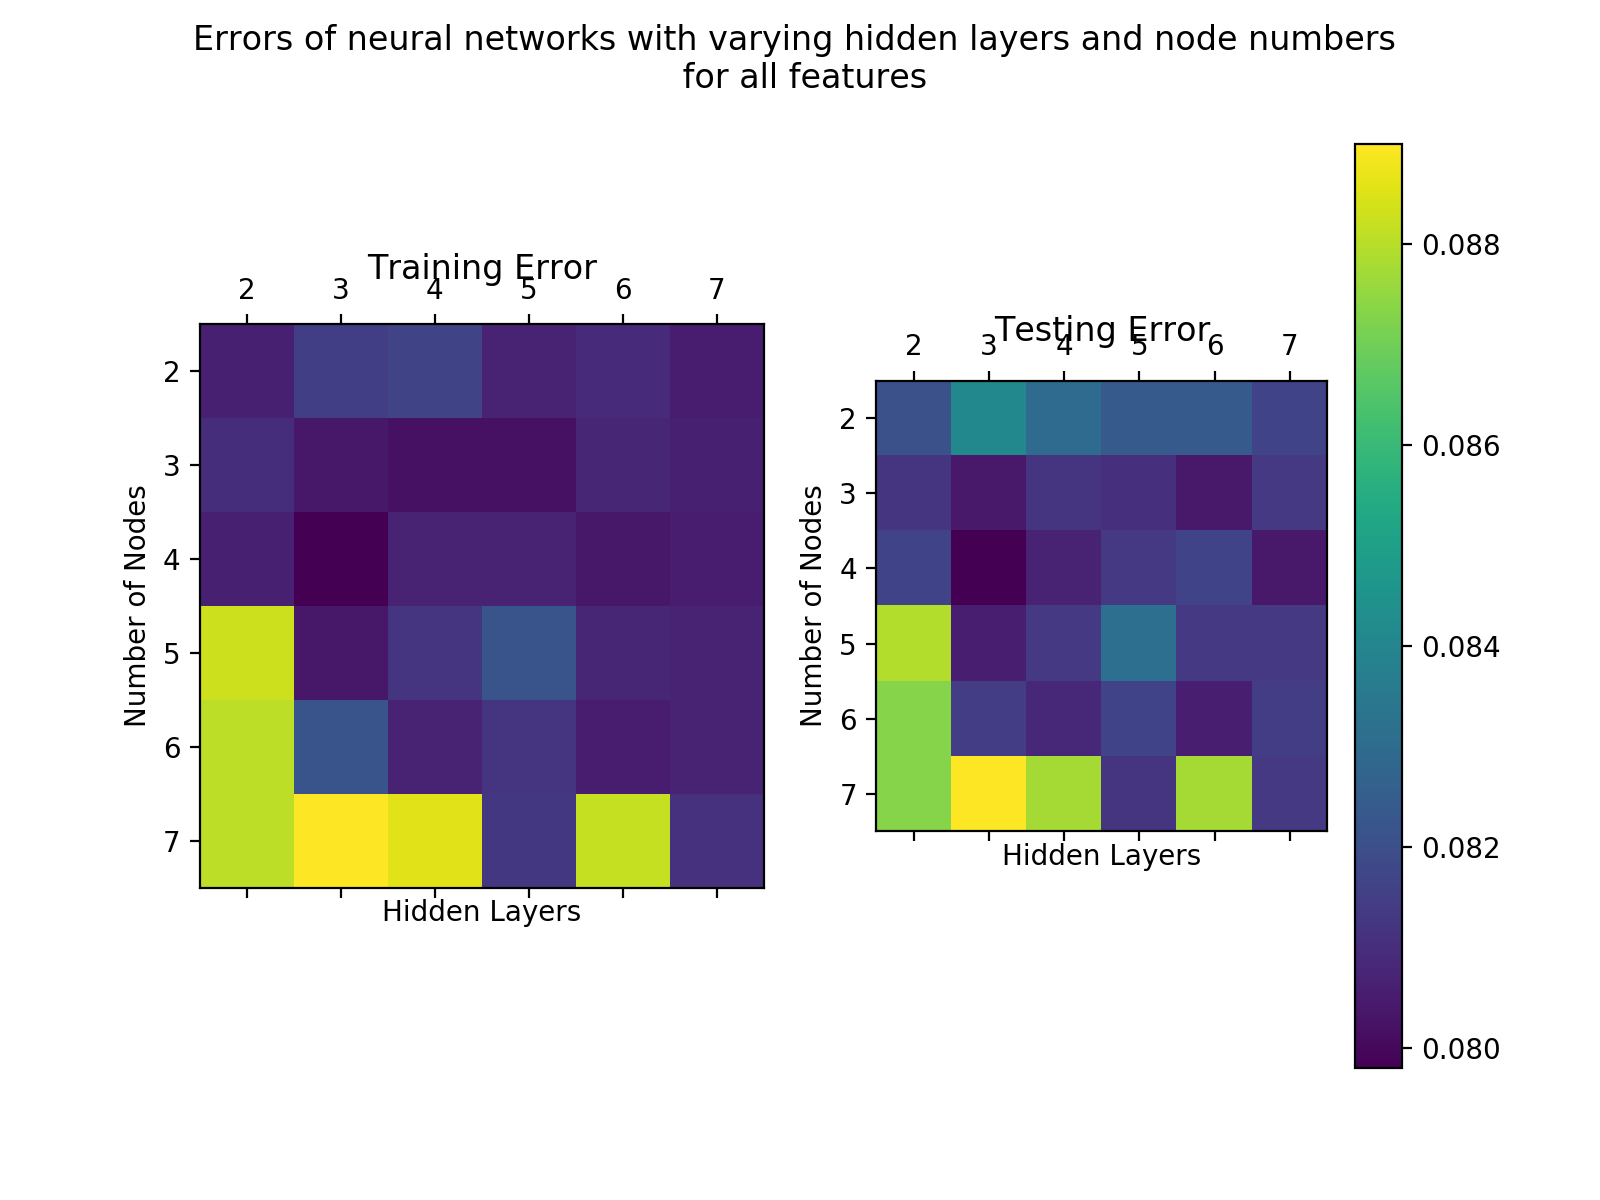 Errors of neural networks with varying hidden layers and node numbers
for all features
Training Error
2 3 4 5 6 7
Number of Nodes
2
3
4
5
6
7
Hidden Layers
Testing Error
2 3 4 5 6 7
Number of Nodes
2
3
4
5
6
7
Hidden Layers
0.088
0.086
0.084
0.082
0.080